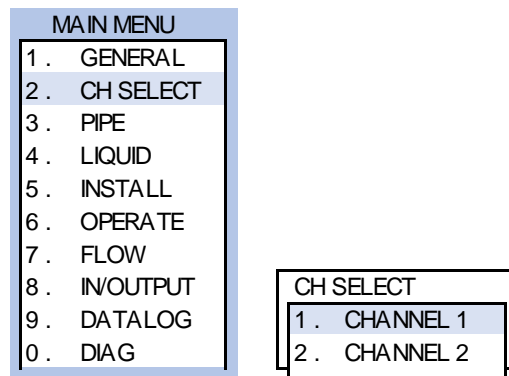 MAIN MENU
1 . GENERAL
2 . CH SELECT
3 . PIPE
4 . LIQUID
5 . INSTALL
6 . OPERATE
7 . FLOW
8 . IN/OUTPUT
9 . DATALOG
0 . DIAG
CH SELECT
1 . CHANNEL 1
2 . CHANNEL 2